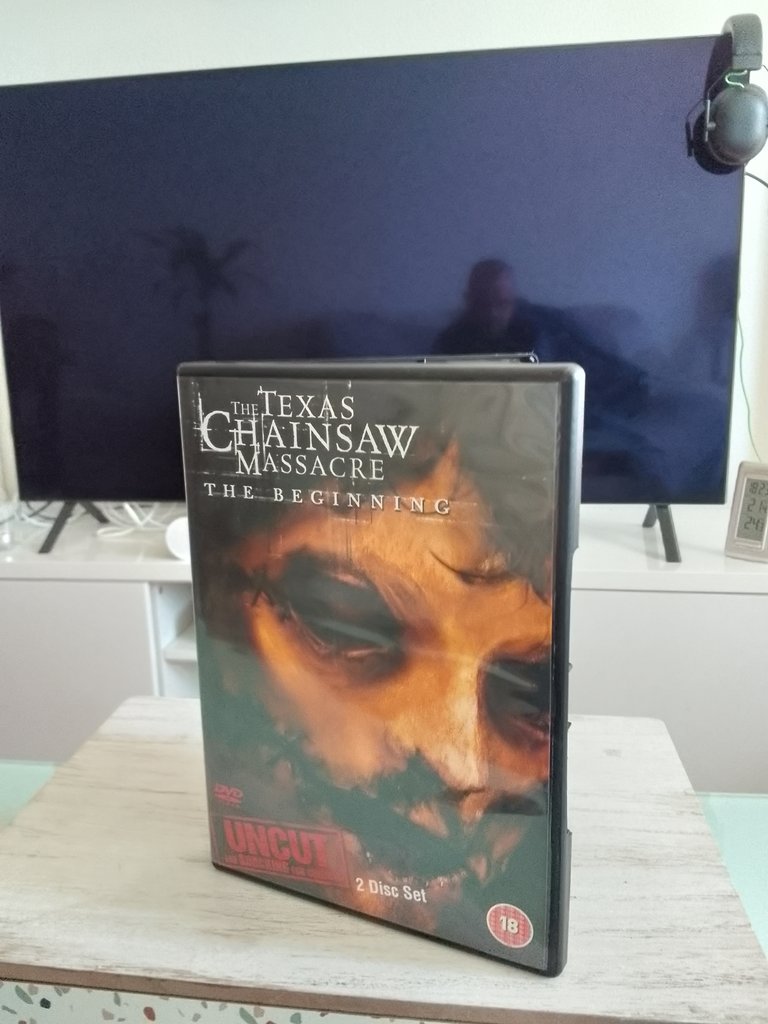 THE TEXAS
CHAINSAW
MASSACRE
THE BEGINNING
DVD
UNCUT
2 Disc Set
18